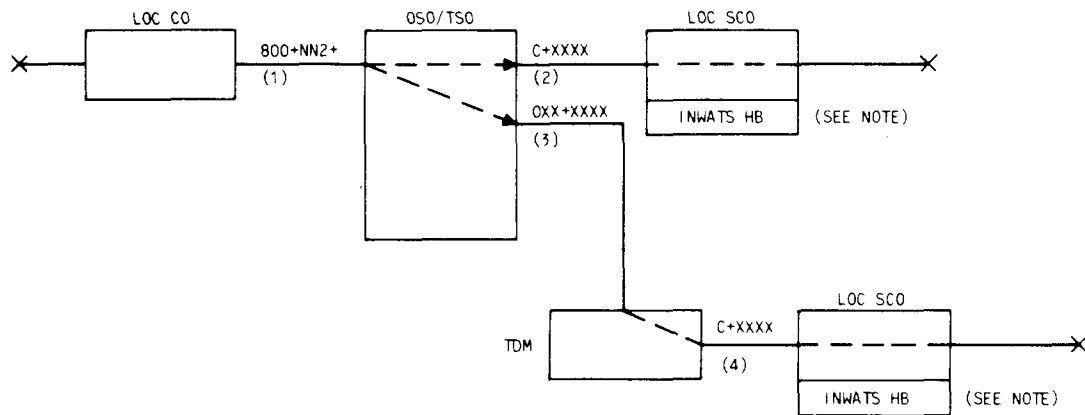 LOC CO
OSO/TSO
LOC SCO
800+NN2+
(1)
C+XXXX
(2)
OXX+XXXX
(3)
INWATS HB
(SEE NOTE)
LOC SCO
TDM
C+XXXX
(4)
INWATS HB
(SEE NOTE)